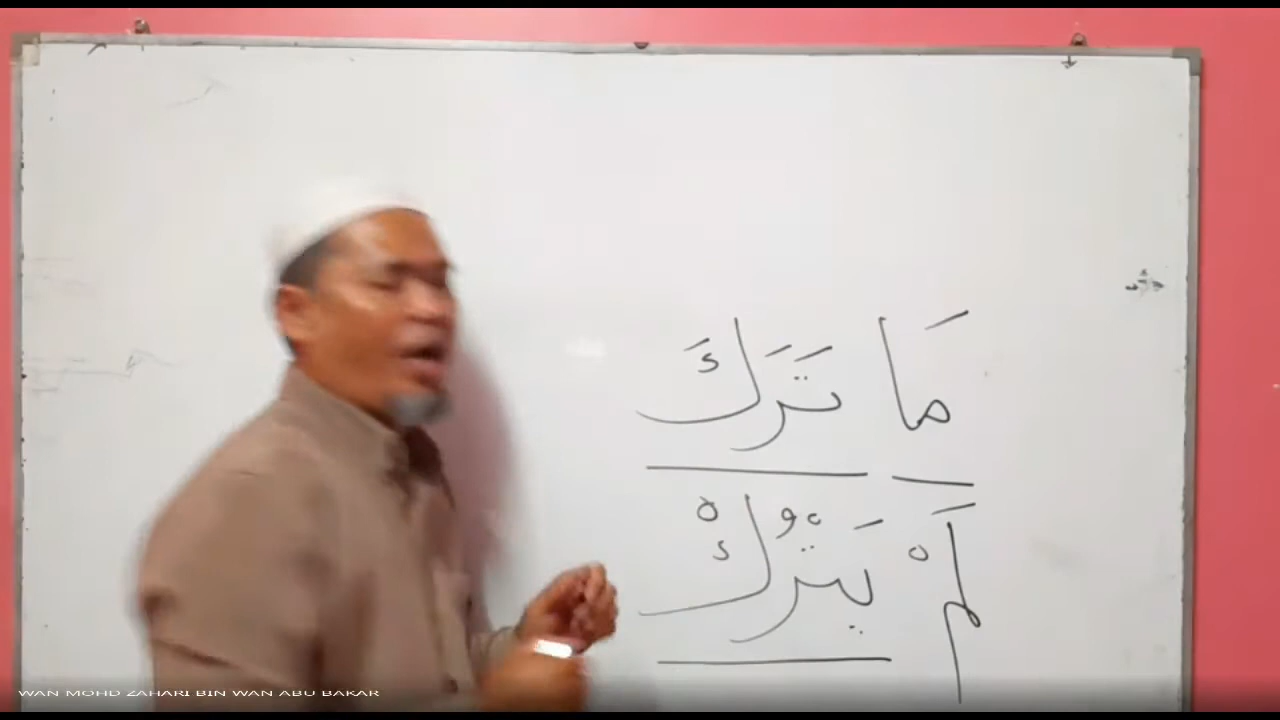 مَا تَرَكَ
لَمْ يَتْرُكْ
WAN MOHD ZAHARI BIN WAN ABU BAKAR